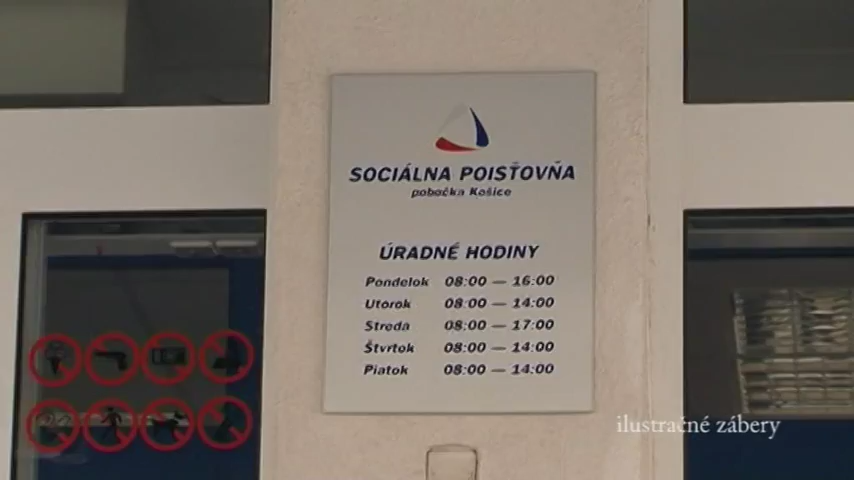 SOCIÁLNA POISŤOVŇA
pobočka Košice
ÚRADNÉ HODINY
Pondelok 08:00 — 16:00
Utorok 08:00 — 14:00
Streda 08:00 — 17:00
Štvrtok 08:00 — 14:00
Piatok 08:00 — 14:00
ilustračné zábery